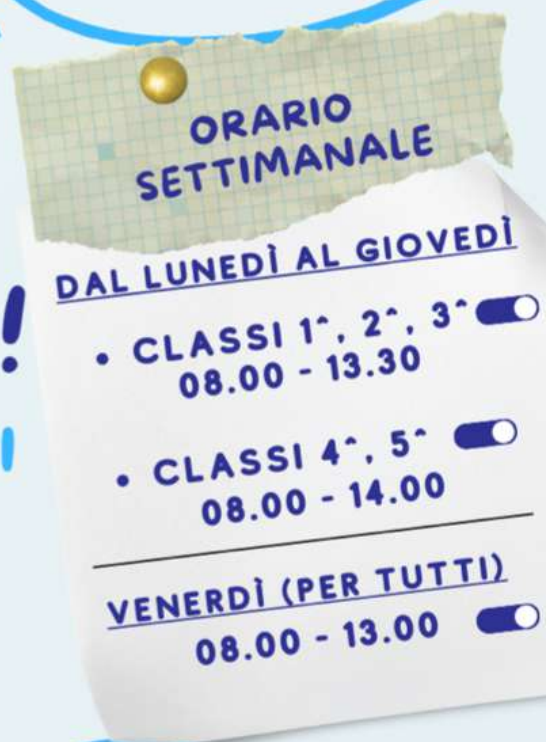 ORARIO
SETTIMANALE
DAL LUNEDÌ AL GIOVEDÌ
• CLASSI 1^, 2^, 3^
08.00 - 13.30
• CLASSI 4^, 5^
08.00 - 14.00
VENERDÌ (PER TUTTI)
08.00 - 13.00